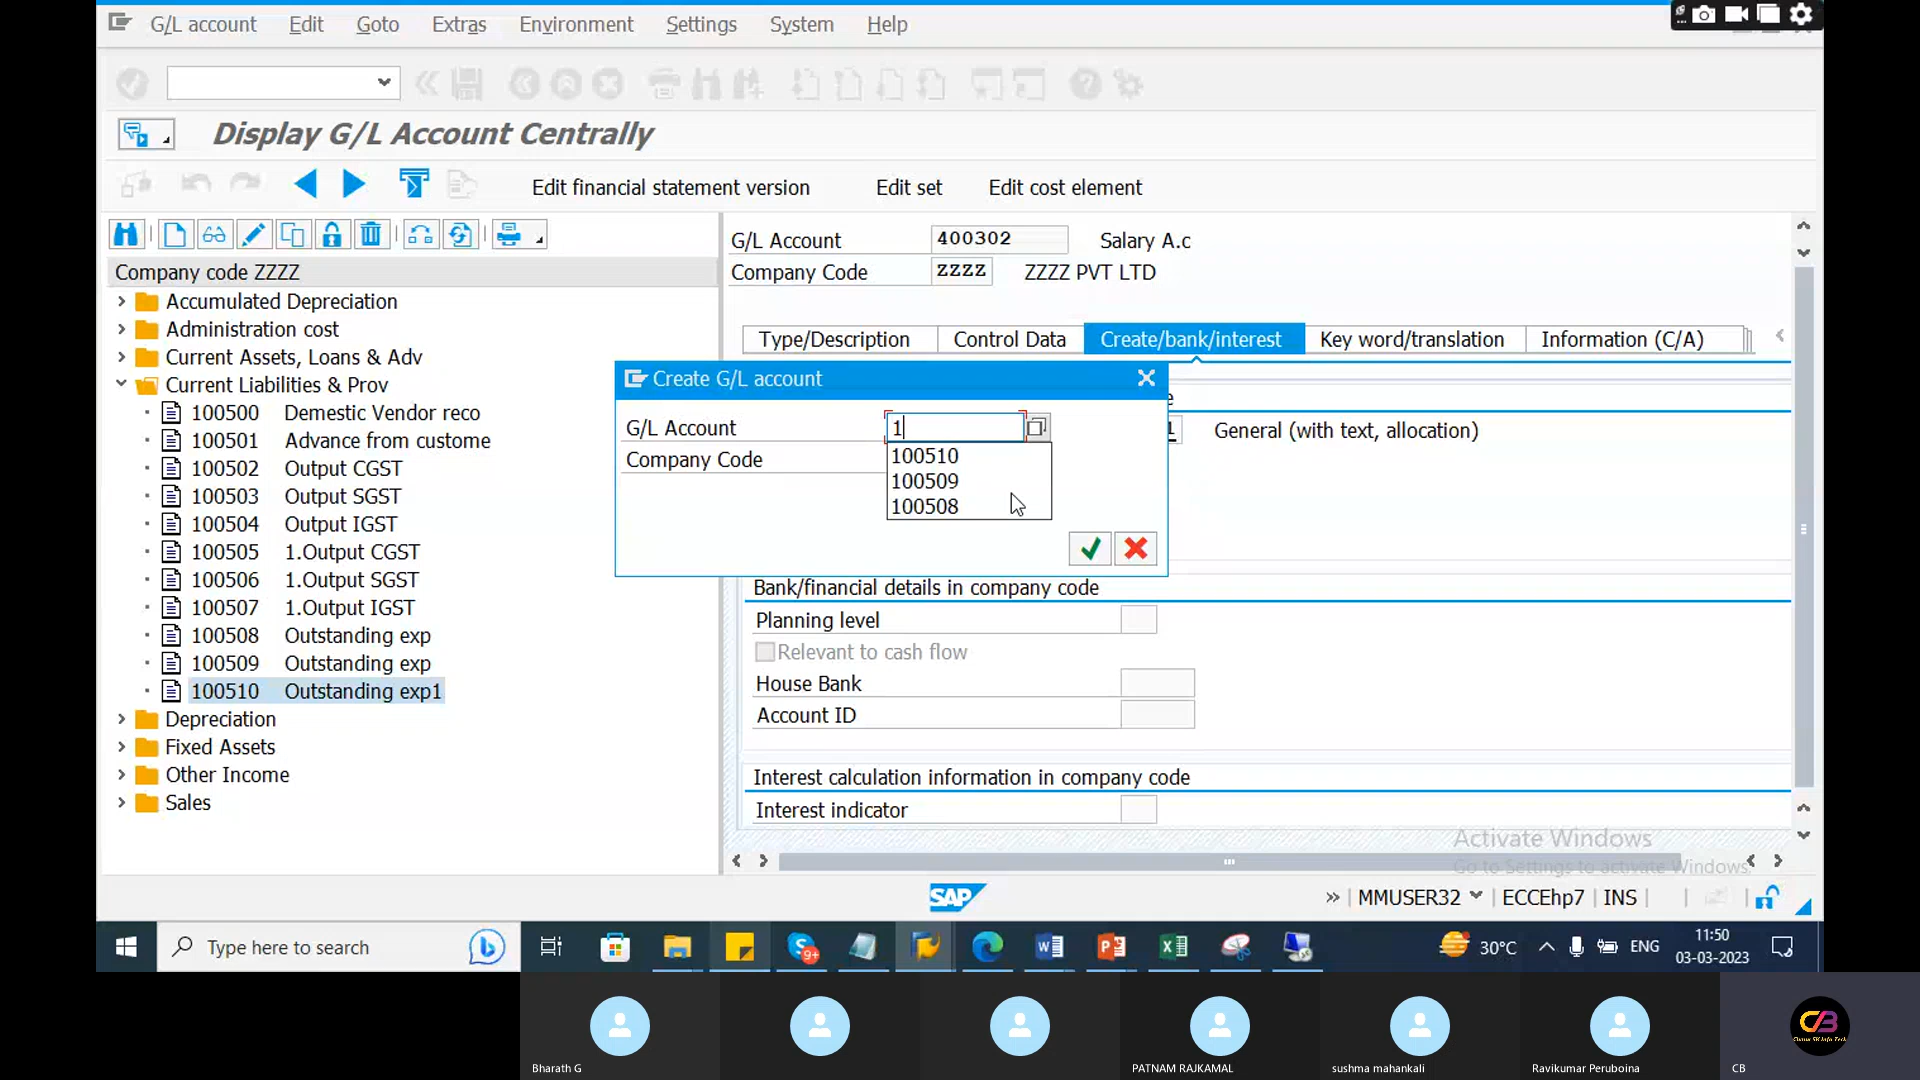 G/L account Edit Goto Extras Environment Settings System Help
Display G/L Account Centrally
Edit financial statement version Edit set Edit cost element
Company code ZZZZ
Accumulated Depreciation
Administration cost
Current Assets, Loans & Adv
Current Liabilities & Prov
100500 Demestic Vendor reco
100501 Advance from custome
100502 Output CGST
100503 Output SGST
100504 Output IGST
100505 1.Output CGST
100506 1.Output SGST
100507 1.Output IGST
100508 Outstanding exp
100509 Outstanding exp
100510 Outstanding exp1
Depreciation
Fixed Assets
Other Income
Sales
G/L Account 400302 Salary A.c
Company Code ZZZZ ZZZZ PVT LTD
Type/Description Control Data Create/bank/interest Key word/translation Information (C/A)
Create G/L account
G/L Account 1
Company Code
100510
100509
100508
e
1 General (with text, allocation)
Bank/financial details in company code
Planning level
Relevant to cash flow
House Bank
Account ID
Interest calculation information in company code
Interest indicator
Activate Windows
Go to Settings to activate Windows.
SAP
MMUSER32 ECCEhp7 INS
Type here to search
9+
30°C ENG 11:50
03-03-2023
Bharath G PATNAM RAJKAMAL sushma mahankali Ravikumar Peruboina CB